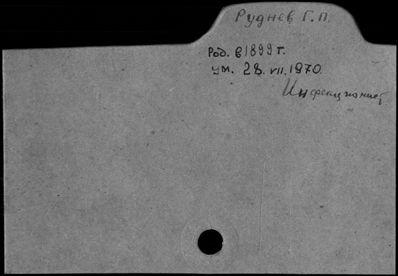 Руднев Г. П.
Род. в 1899 г.
ум. 28. VII. 1970
Инфекционист